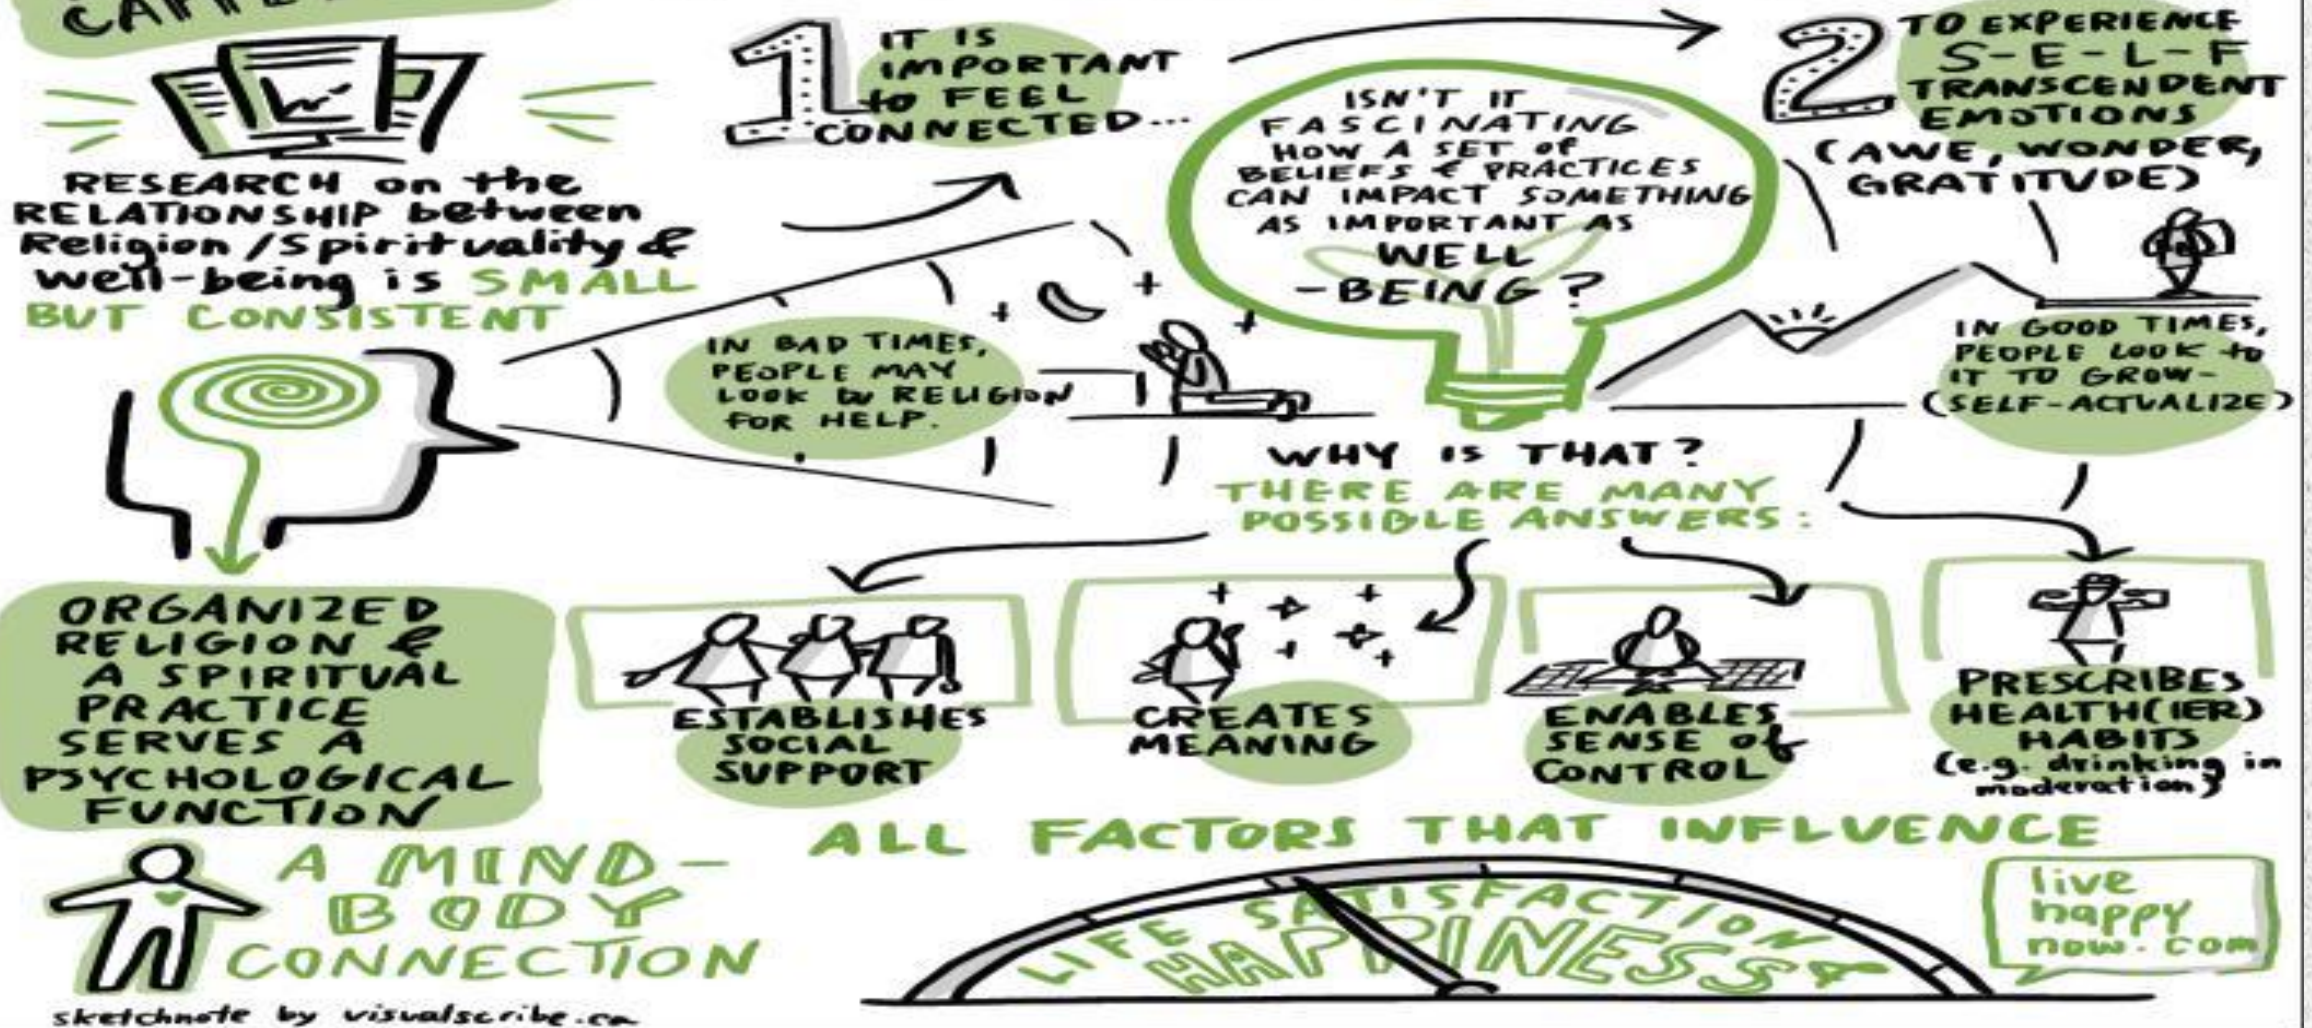 RESEARCH on the
RELATIONSHIP between
Religion/Spirituality &
well-being is SMALL
BUT CONSISTENT
1
IT IS
IMPORTANT
to FEEL
CONNECTED...
2
TO EXPERIENCE
S-E-L-F
TRANSCENDENT
EMOTIONS
(AWE, WONDER,
GRATITUDE)
ISN'T IT
FASCINATING
HOW A SET of
BELIEFS & PRACTICES
CAN IMPACT SOMETHING
AS IMPORTANT AS
WELL
-BEING?
IN BAD TIMES,
PEOPLE MAY
LOOK to RELIGION
FOR HELP.
IN GOOD TIMES,
PEOPLE LOOK to
IT TO GROW-
(SELF-ACTUALIZE)
WHY IS THAT?
THERE ARE MANY
POSSIBLE ANSWERS:
ORGANIZED
RELIGION &
A SPIRITUAL
PRACTICE
SERVES A
PSYCHOLOGICAL
FUNCTION
ESTABLISHES
SOCIAL
SUPPORT
CREATES
MEANING
ENABLES
SENSE of
CONTROL
PRESCRIBES
HEALTH(IER)
HABITS
(e.g. drinking in
moderation)
A MIND-
BODY
CONNECTION
ALL FACTORS THAT INFLUENCE
LIFE SATISFACTION &
HAPPINESS
live
happy
now.com
sketchnote by visualscribe.ca